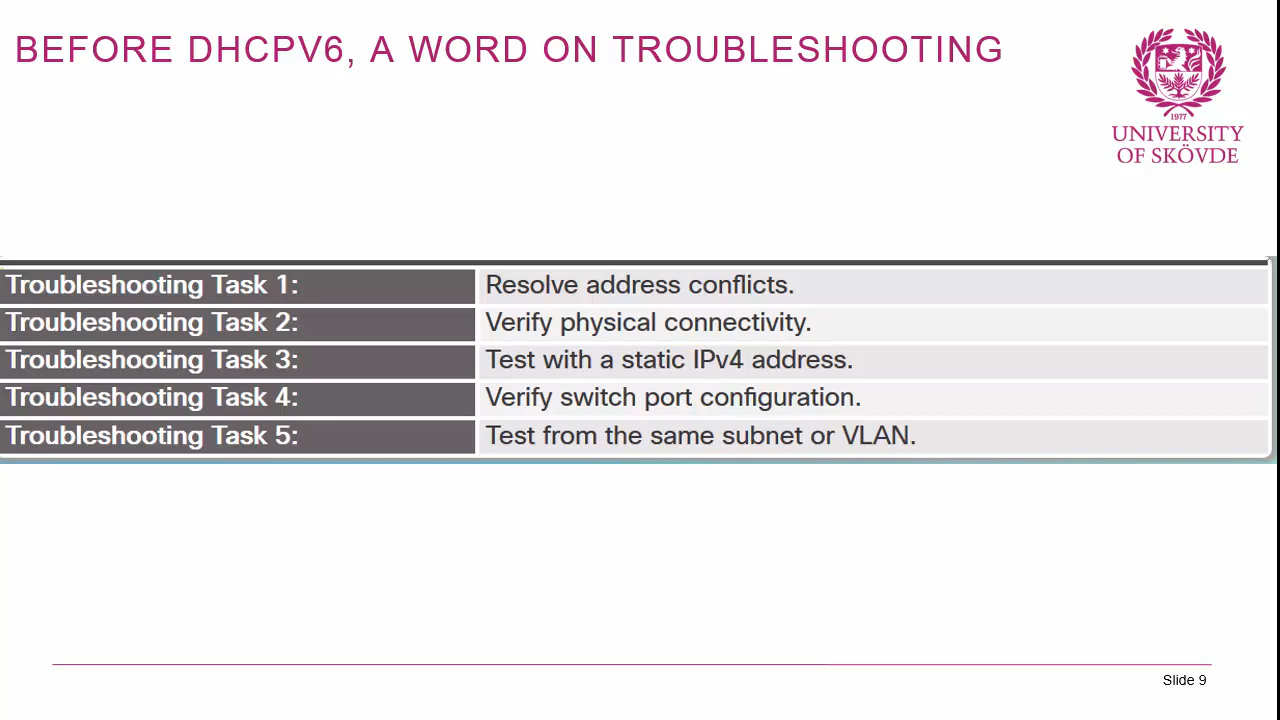 BEFORE DHCPV6, A WORD ON TROUBLESHOOTING
1977
UNIVERSITY
OF SKÖVDE
Troubleshooting Task 1: Resolve address conflicts.
Troubleshooting Task 2: Verify physical connectivity.
Troubleshooting Task 3: Test with a static IPv4 address.
Troubleshooting Task 4: Verify switch port configuration.
Troubleshooting Task 5: Test from the same subnet or VLAN.
Slide 9